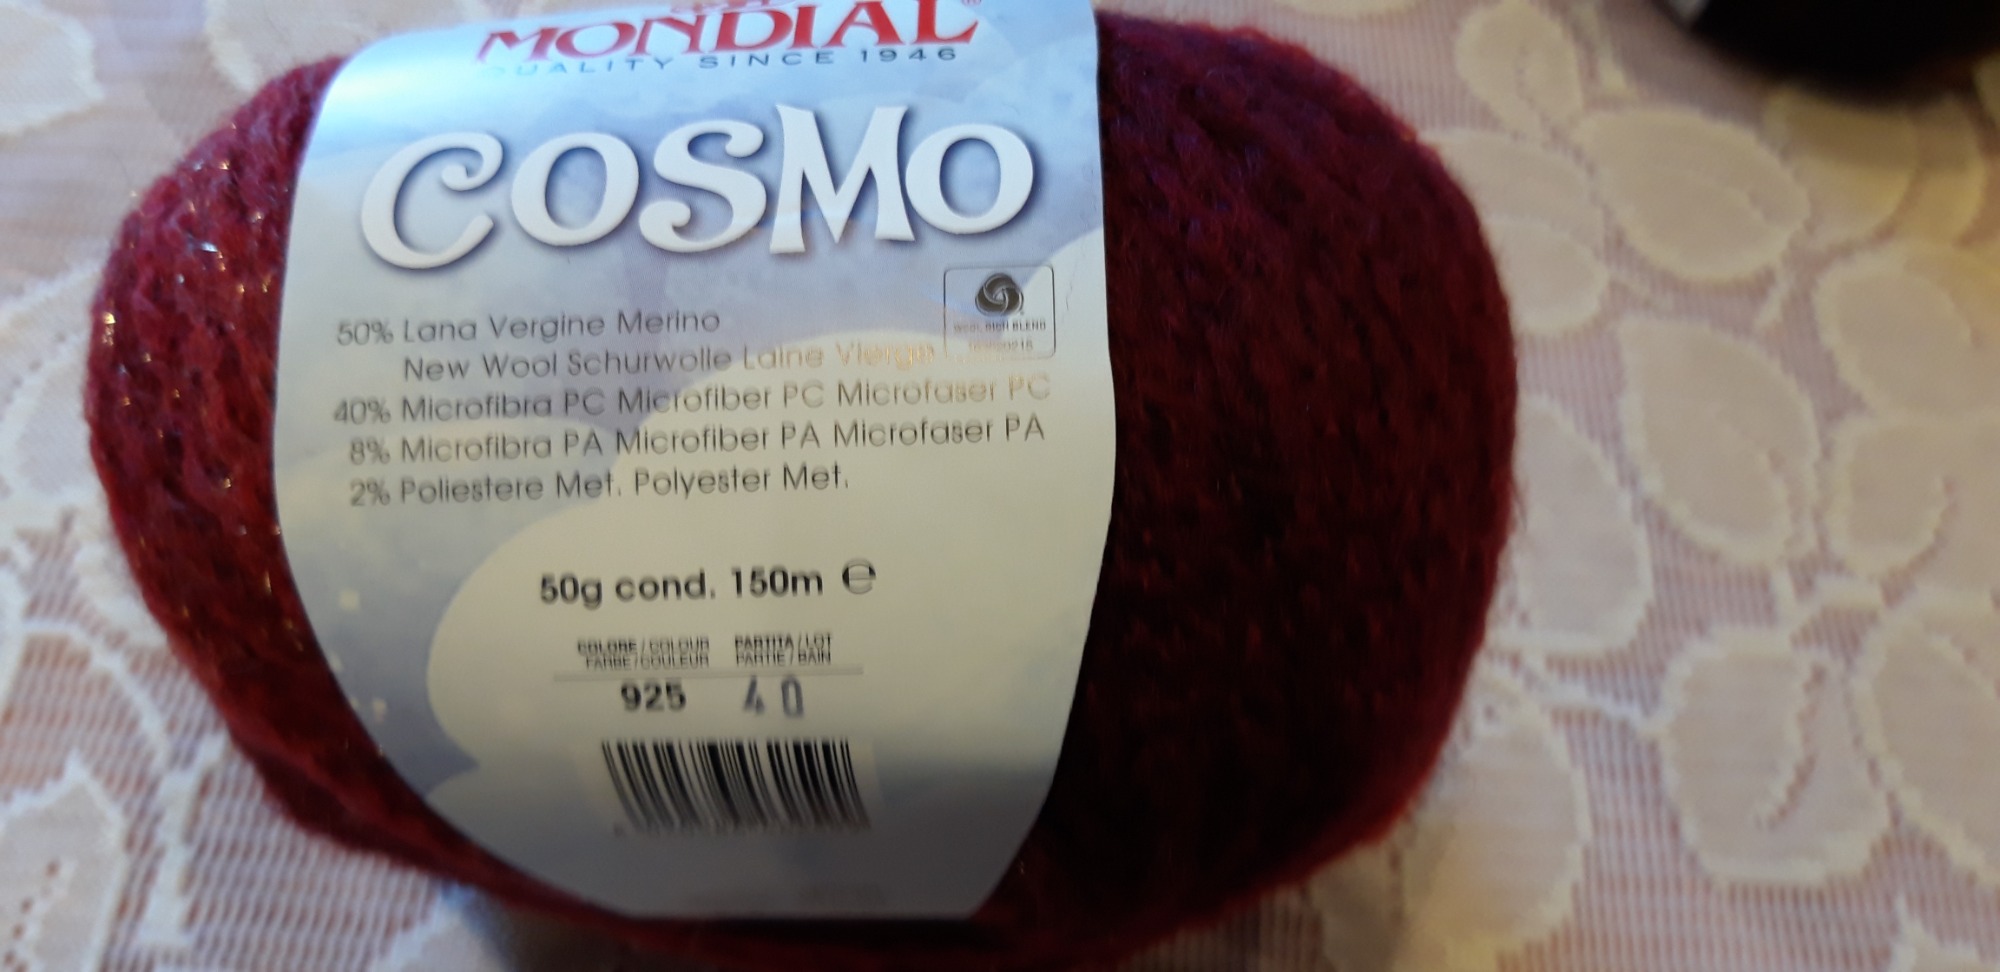 MONDIAL®
QUALITY SINCE 1946
COSMO
50% Lana Vergine Merino
New Wool Schurwolle Laine Vierge
WOOL RICH BLEND
40% Microfibra PC Microfiber PC Microfaser PC
8% Microfibra PA Microfiber PA Microfaser PA
2% Poliestere Met. Polyester Met.
50g cond. 150m ℮
COLORE/COLOUR PARTITA/LOT
FARBE/COULEUR PARTIE/BAIN
925 40